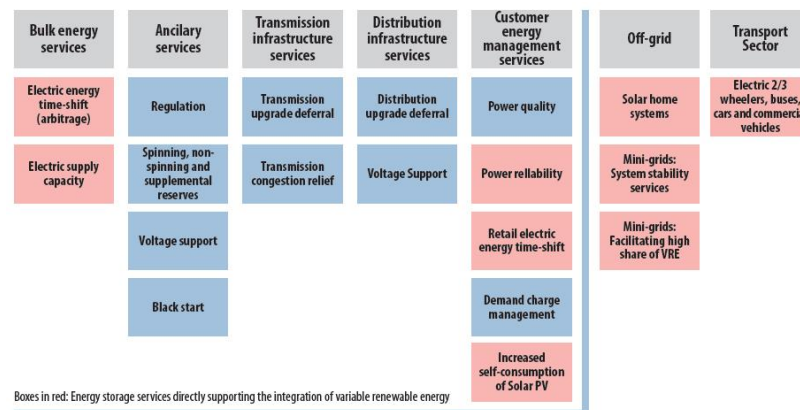 Bulk energy
services
Ancilary
services
Transmission
infrastructure
services
Distribution
infrastructure
services
Customer
energy
management
services
Off-grid
Transport
Sector
Electric energy
time-shift
(arbitrage)
Regulation
Transmission
upgrade deferral
Distribution
upgrade deferral
Power quality
Solar home
systems
Electric 2/3
wheelers, buses,
cars and commercia
vehicles
Electric supply
capacity
Spinning, non-
spinning and
supplemental
reserves
Transmission
congestion relief
Voltage Support
Power rellability
Mini-grids:
System stability
services
Voltage support
Retail electric
energy time-shift
Mini-grids:
Facilitating high
share of VRE
Black start
Demand charge
management
Increased
self-consumption
of Solar PV
Boxes in red: Energy storage services directly supporting the integration of variable renewable energy